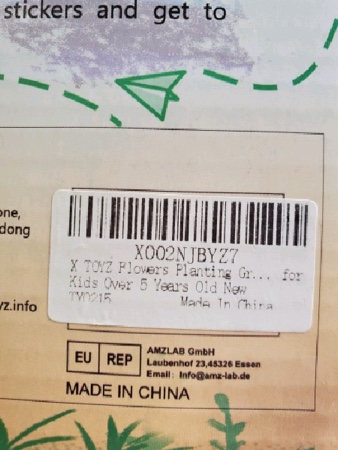 stickers and get to
one,
dong
X002NJBYZ7
X TOYZ Flowers Planting Gr... for
Kids Over 5 Years Old New
TY0215 Made In China
yz.info
EU REP
AMZLAB GmbH
Laubenhof 23,45326 Essen
Email: Info@amz-lab.de
MADE IN CHINA